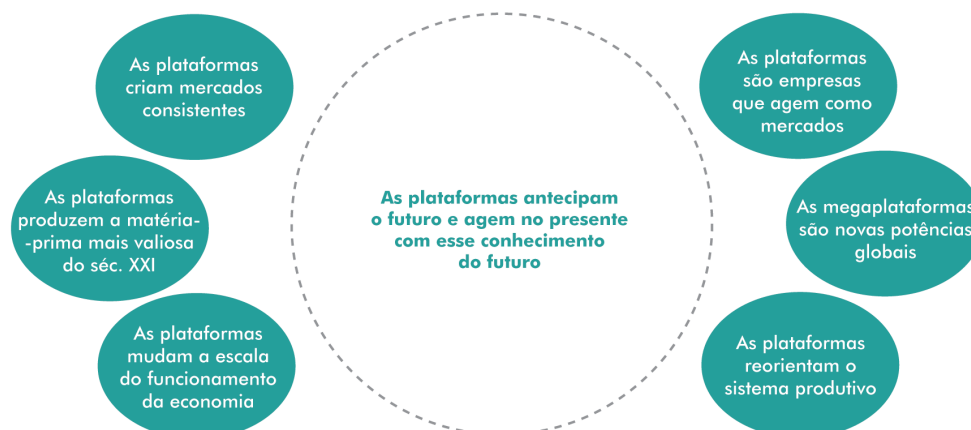 As plataformas
criam mercados
consistentes
As plataformas
produzem a matéria-
-prima mais valiosa
do séc. XXI
As plataformas
mudam a escala
do funcionamento
da economia
As plataformas antecipam
o futuro e agem no presente
com esse conhecimento
do futuro
As plataformas
são empresas
que agem como
mercados
As megaplataformas
são novas potências
globais
As plataformas
reorientam o
sistema produtivo